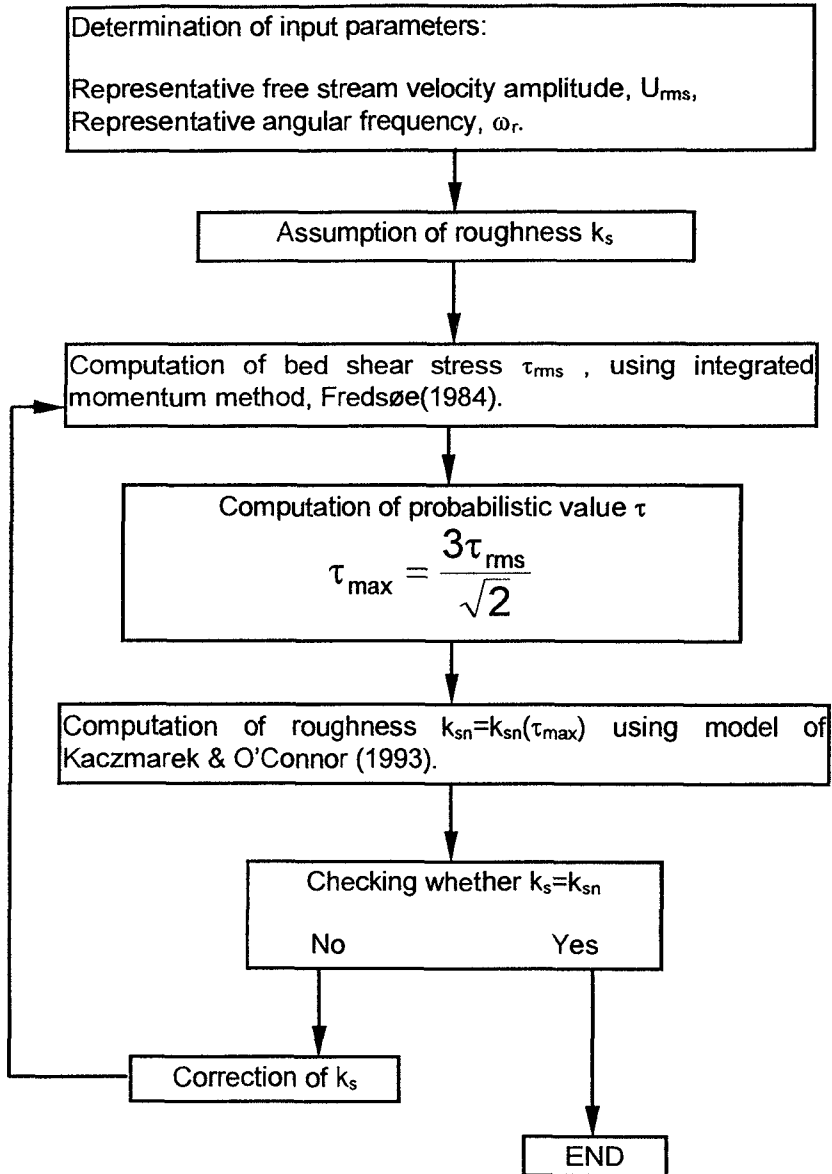 Determination of input parameters:
Representative free stream velocity amplitude, Urms,
Representative angular frequency, ωr.
Assumption of roughness ks
Computation of bed shear stress τrms , using integrated
momentum method, Fredsøe(1984).
Computation of probabilistic value τ
τmax = 3τrms / √2
Computation of roughness ksn=ksn(τmax) using model of
Kaczmarek & O'Connor (1993).
Checking whether ks=ksn
No Yes
Correction of ks
END